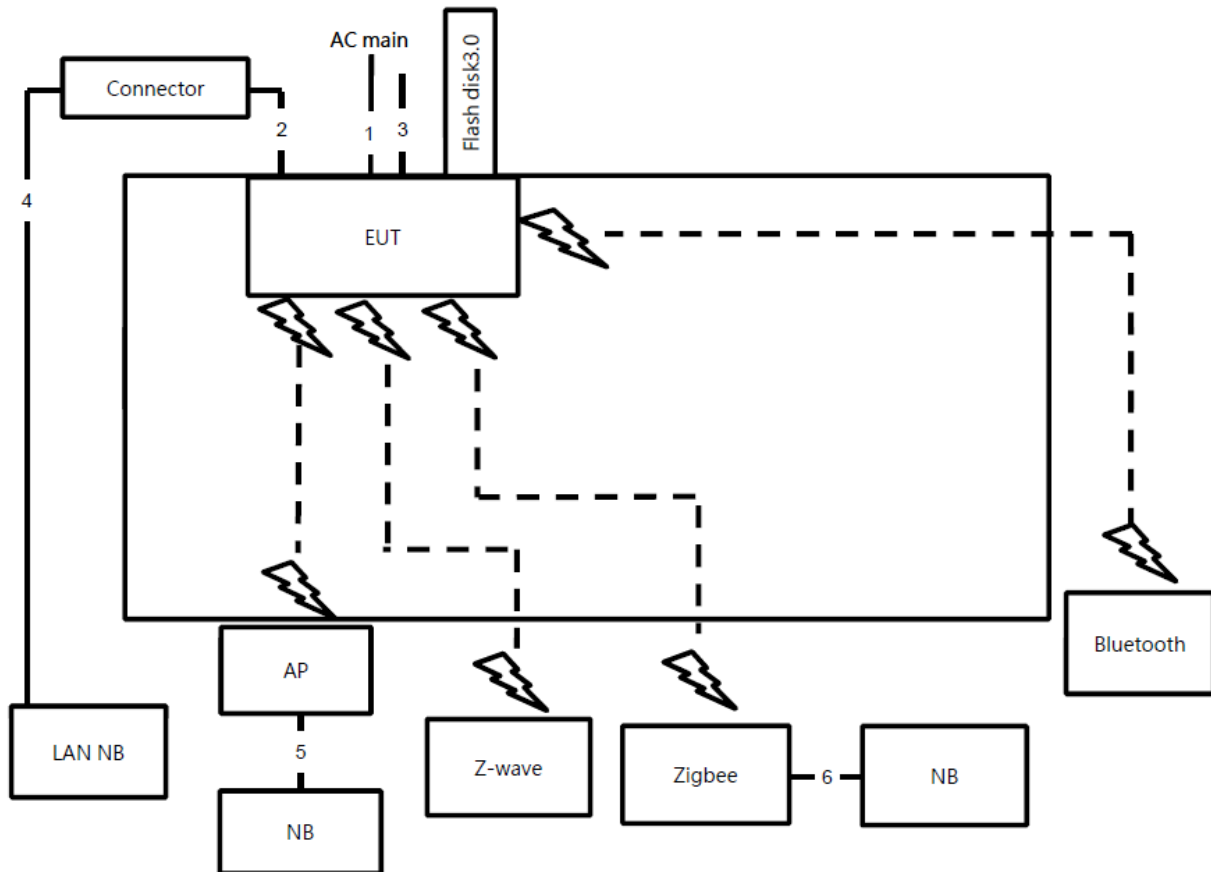 AC main
Connector
Flash disk3.0
2
1
3
4
EUT
Bluetooth
AP
LAN NB
5
Z-wave
Zigbee
6
NB
NB